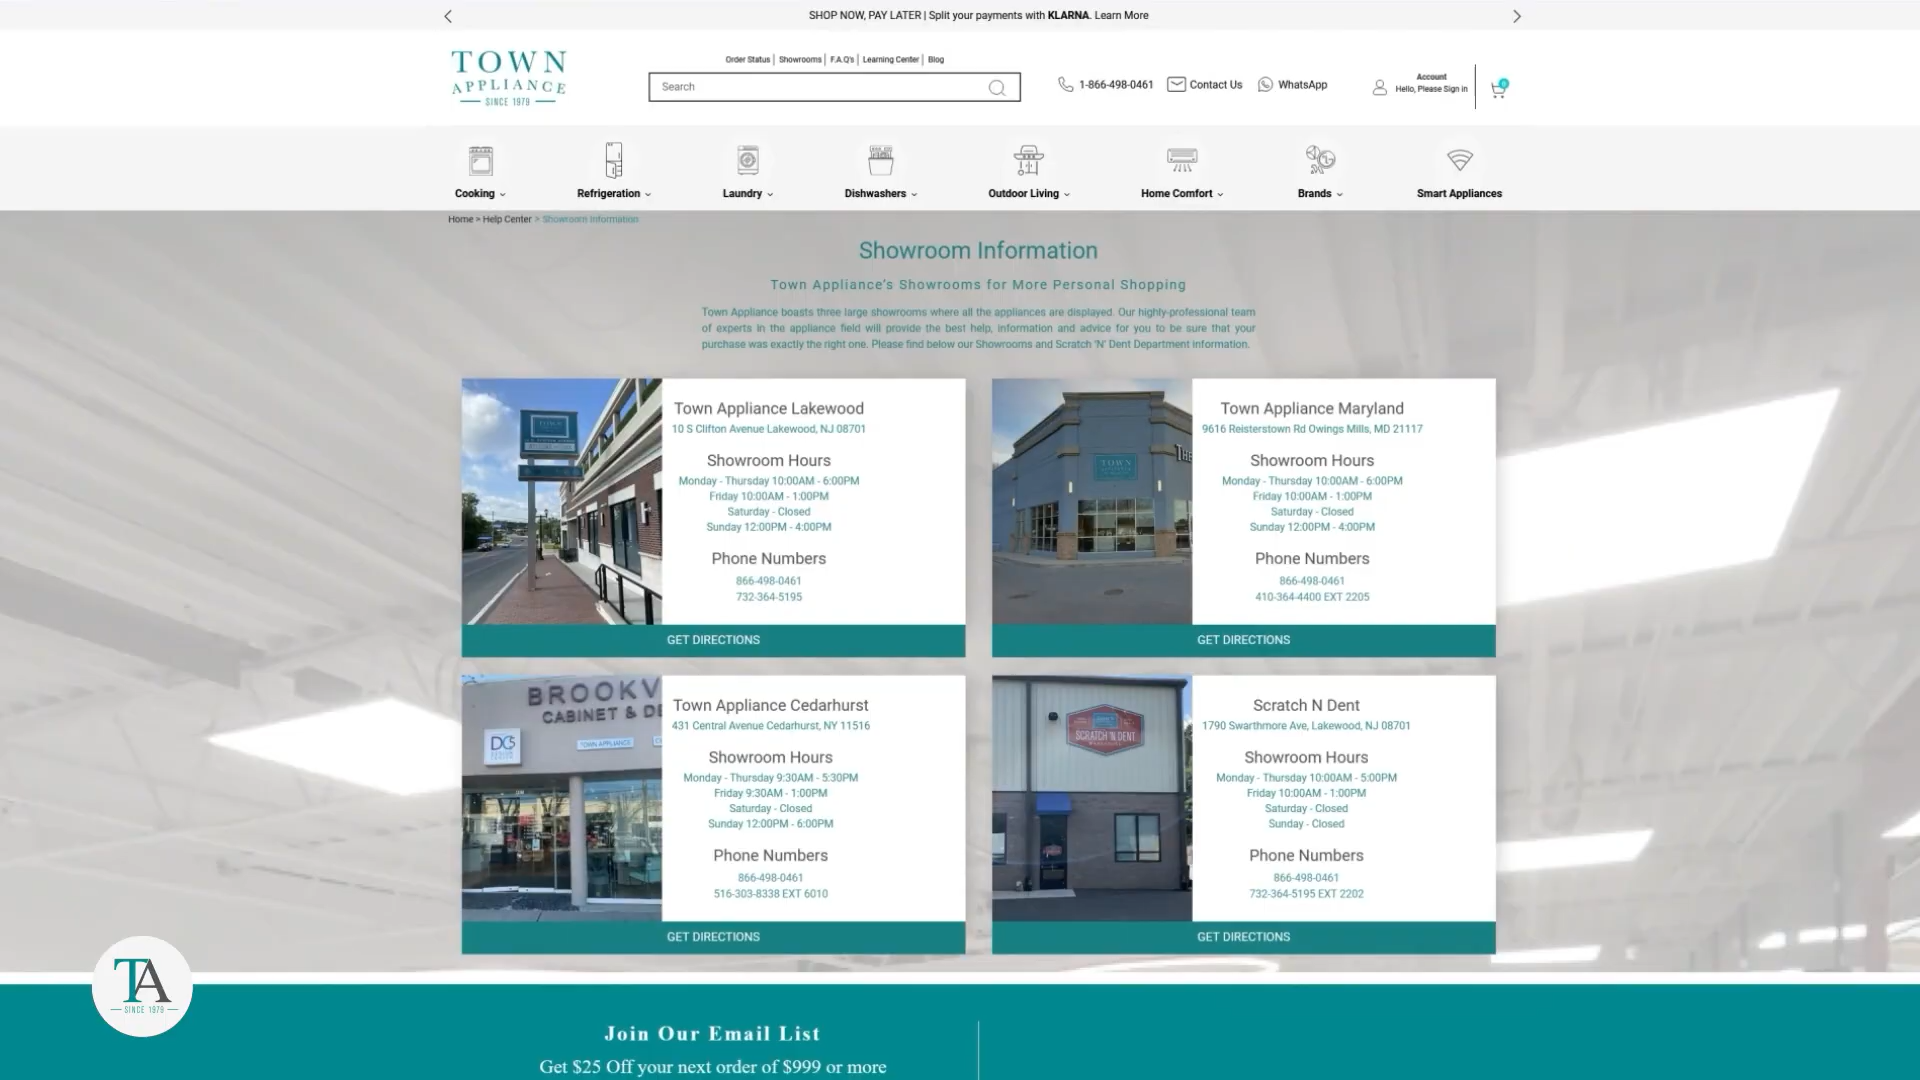 SHOP NOW, PAY LATER | Split your payments with KLARNA. Learn More
TOWN
APPLIANCE
SINCE 1979
Order Status | Showrooms | F.A.Q's | Learning Center | Blog
Search
1-866-498-0461
Contact Us
WhatsApp
Account
Hello, Please Sign in
0
Cooking
Refrigeration
Laundry
Dishwashers
Outdoor Living
Home Comfort
Brands
Smart Appliances
Home > Help Center > Showroom Information
Showroom Information
Town Appliance's Showrooms for More Personal Shopping
Town Appliance boasts three large showrooms where all the appliances are displayed. Our highly-professional team
of experts in the appliance field will provide the best help, information and advice for you to be sure that your
purchase was exactly the right one. Please find below our Showrooms and Scratch 'N' Dent Department information.
TOWN
Town Appliance Lakewood
10 S Clifton Avenue Lakewood, NJ 08701
Showroom Hours
Monday - Thursday 10:00AM - 6:00PM
Friday 10:00AM - 1:00PM
Saturday - Closed
Sunday 12:00PM - 4:00PM
Phone Numbers
866-498-0461
732-364-5195
GET DIRECTIONS
TOWN
The
Town Appliance Maryland
9616 Reisterstown Rd Owings Mills, MD 21117
Showroom Hours
Monday - Thursday 10:00AM - 6:00PM
Friday 10:00AM - 1:00PM
Saturday - Closed
Sunday 12:00PM - 4:00PM
Phone Numbers
866-498-0461
410-364-4400 EXT 2205
GET DIRECTIONS
BROOKV
CABINET & DE
DCS
TOWN APPLIANCE
Town Appliance Cedarhurst
431 Central Avenue Cedarhurst, NY 11516
Showroom Hours
Monday - Thursday 9:30AM - 5:30PM
Friday 9:30AM - 1:00PM
Saturday - Closed
Sunday 12:00PM - 6:00PM
Phone Numbers
866-498-0461
516-303-8338 EXT 6010
GET DIRECTIONS
SCRATCH 'N DENT
Scratch N Dent
1790 Swarthmore Ave, Lakewood, NJ 08701
Showroom Hours
Monday - Thursday 10:00AM - 5:00PM
Friday 10:00AM - 1:00PM
Saturday - Closed
Sunday - Closed
Phone Numbers
866-498-0461
732-364-5195 EXT 2202
GET DIRECTIONS
TA
SINCE 1979
Join Our Email List
Get $25 Off your next order of $999 or more